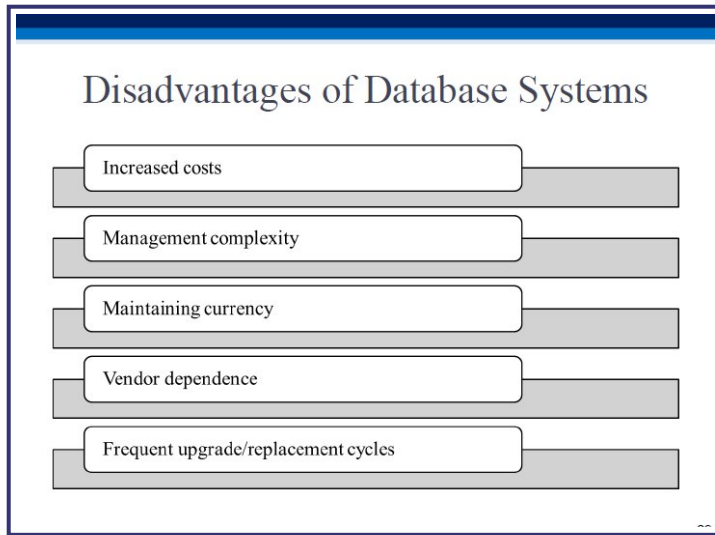 Disadvantages of Database Systems
Increased costs
Management complexity
Maintaining currency
Vendor dependence
Frequent upgrade/replacement cycles